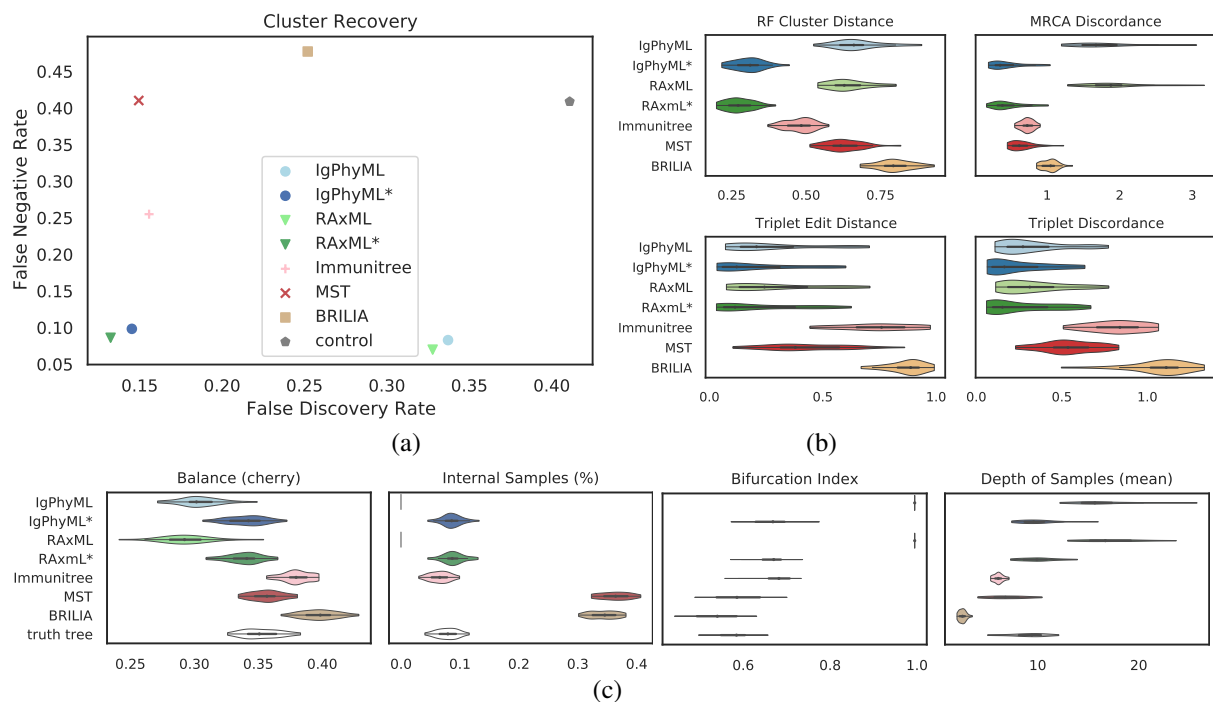 Cluster Recovery
0.45
0.40
0.35
0.30
0.25
0.20
0.15
0.10
0.05
False Negative Rate
IgPhyML
IgPhyML*
RAxML
RAxML*
Immunitree
MST
BRILIA
control
0.15 0.20 0.25 0.30 0.35 0.40
False Discovery Rate
(a)
RF Cluster Distance MRCA Discordance
IgPhyML
IgPhyML*
RAxML
RAxmL*
Immunitree
MST
BRILIA
0.25 0.50 0.75 1 2 3
Triplet Edit Distance Triplet Discordance
IgPhyML
IgPhyML*
RAxML
RAxmL*
Immunitree
MST
BRILIA
0.0 0.5 1.0 0.0 0.5 1.0
(b)
Balance (cherry) Internal Samples (%) Bifurcation Index Depth of Samples (mean)
IgPhyML
IgPhyML*
RAxML
RAxmL*
Immunitree
MST
BRILIA
truth tree
0.25 0.35 0.40 0.0 0.1 0.2 0.3 0.4 0.6 0.8 1.0 10 20
(c)